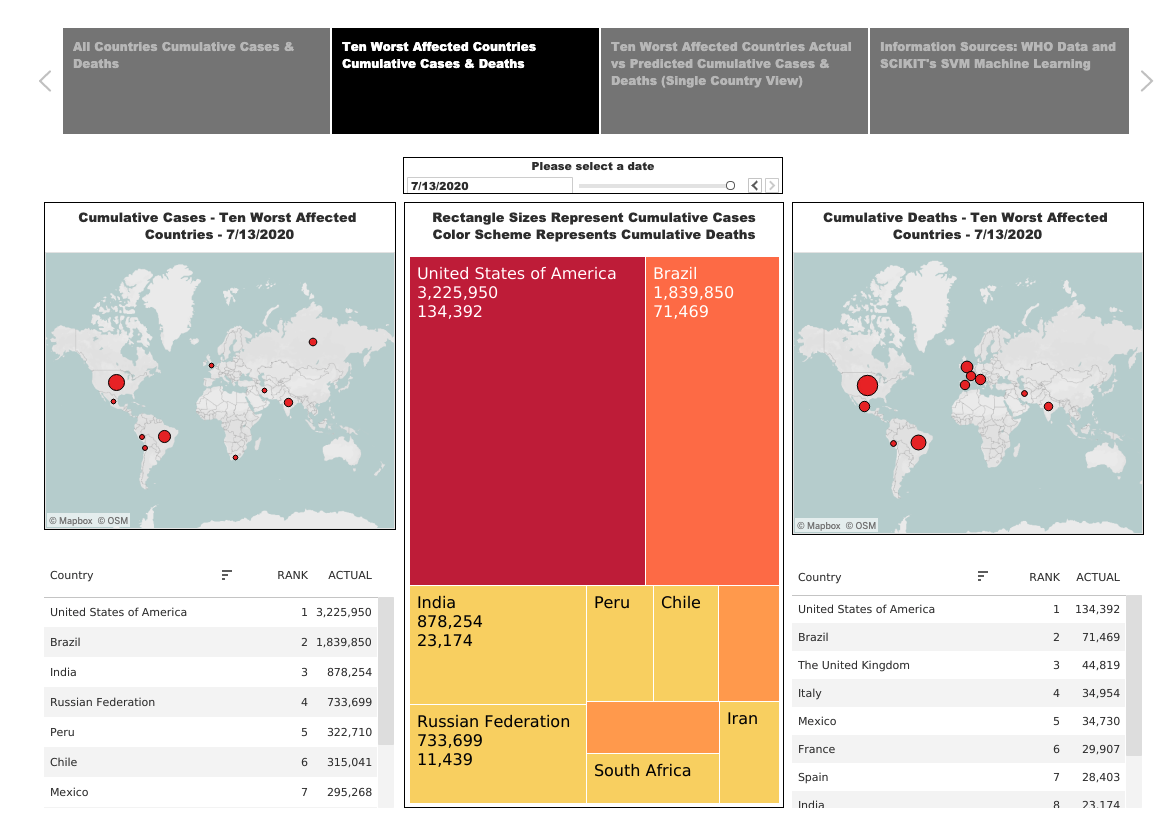 All Countries Cumulative Cases &
Deaths
Ten Worst Affected Countries
Cumulative Cases & Deaths
Ten Worst Affected Countries Actual
vs Predicted Cumulative Cases &
Deaths (Single Country View)
Information Sources: WHO Data and
SCIKIT's SVM Machine Learning
Please select a date
7/13/2020
Cumulative Cases - Ten Worst Affected
Countries - 7/13/2020
© Mapbox © OSM
Country RANK ACTUAL
United States of America 1 3,225,950
Brazil 2 1,839,850
India 3 878,254
Russian Federation 4 733,699
Peru 5 322,710
Chile 6 315,041
Mexico 7 295,268
Rectangle Sizes Represent Cumulative Cases
Color Scheme Represents Cumulative Deaths
United States of America
3,225,950
134,392
Brazil
1,839,850
71,469
India
878,254
23,174
Peru
Chile
Russian Federation
733,699
11,439
South Africa
Iran
Cumulative Deaths - Ten Worst Affected
Countries - 7/13/2020
© Mapbox © OSM
Country RANK ACTUAL
United States of America 1 134,392
Brazil 2 71,469
The United Kingdom 3 44,819
Italy 4 34,954
Mexico 5 34,730
France 6 29,907
Spain 7 28,403
India 8 23,174